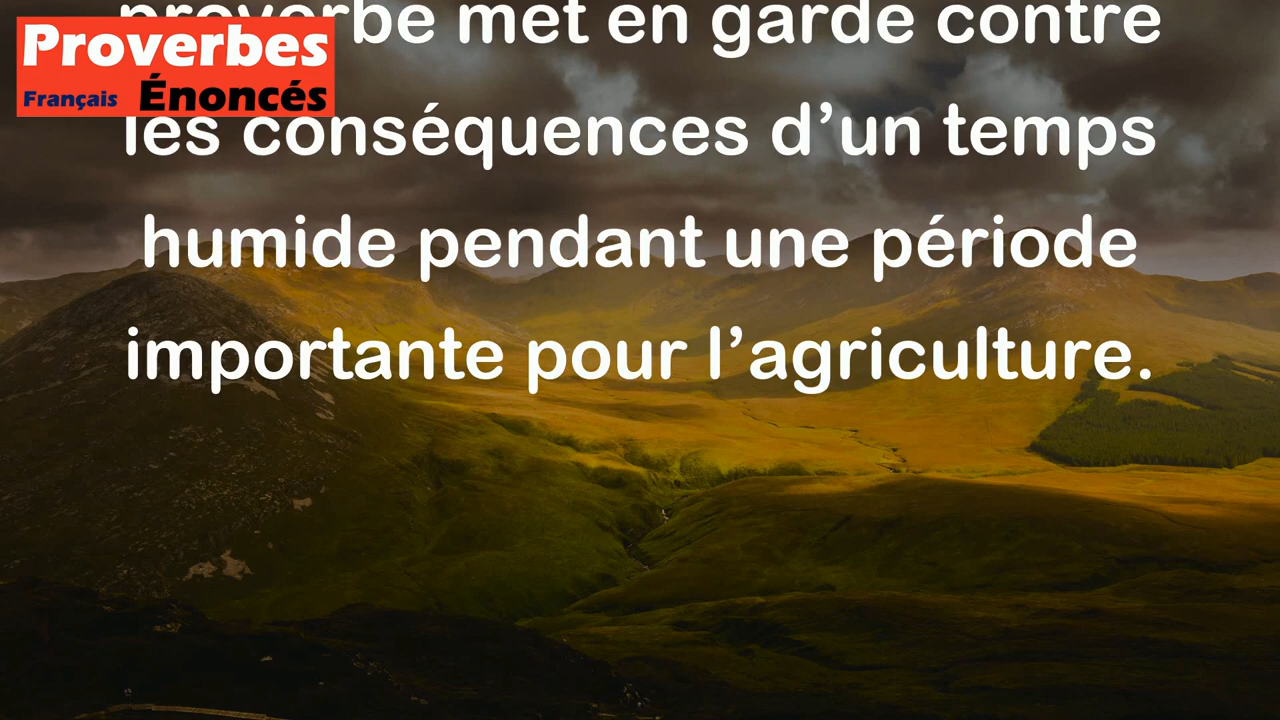 Proverbes
Français Énoncés
proverbe met en garde contre
les conséquences d’un temps
humide pendant une période
importante pour l’agriculture.